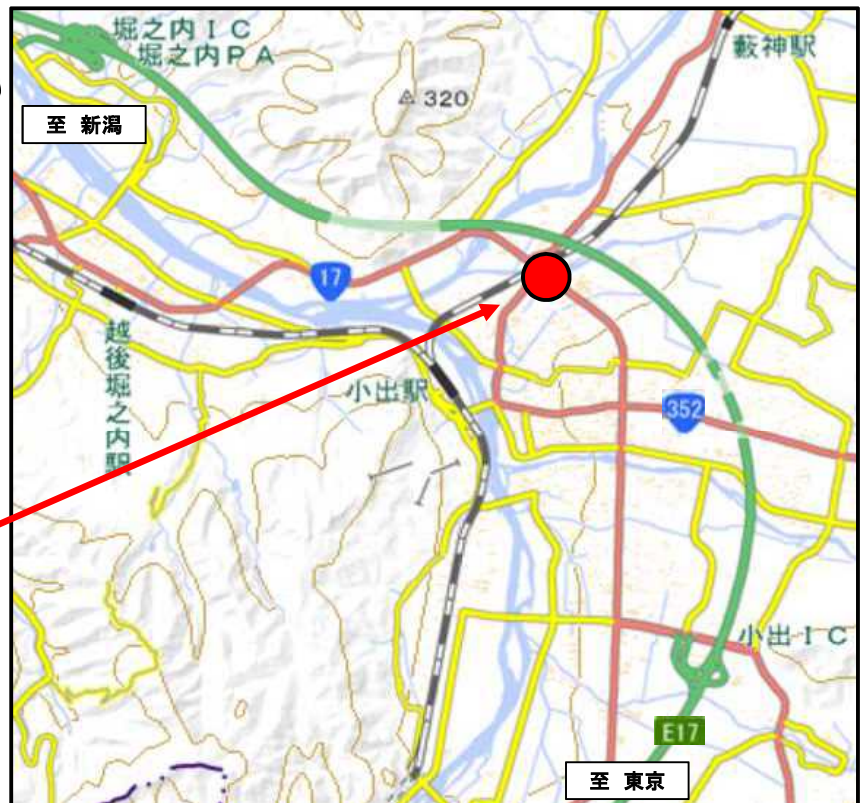 堀之内IC
堀之内PA
藪神駅
320
至 新潟
17
越後堀之内駅
小出駅
352
小出IC
E17
至 東京